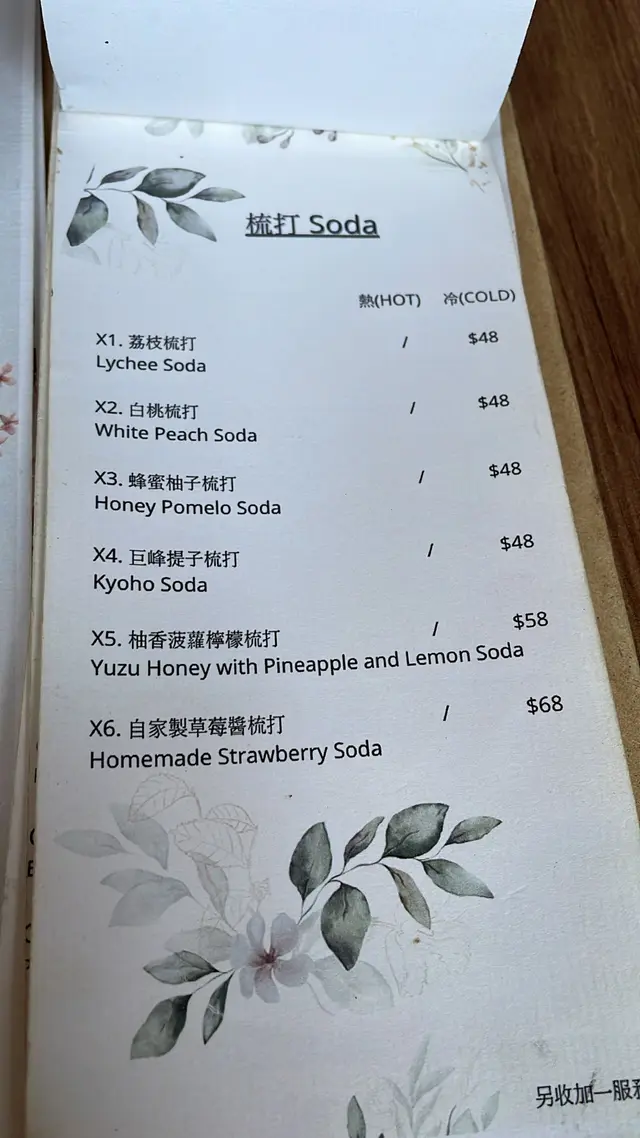 梳打 Soda
熱(HOT) 冷(COLD)
X1. 荔枝梳打 / $48
Lychee Soda
X2. 白桃梳打 / $48
White Peach Soda
X3. 蜂蜜柚子梳打 / $48
Honey Pomelo Soda
X4. 巨峰提子梳打 / $48
Kyoho Soda
X5. 柚香菠蘿檸檬梳打 / $58
Yuzu Honey with Pineapple and Lemon Soda
X6. 自家製草莓醬梳打 / $68
Homemade Strawberry Soda
另收加一服務